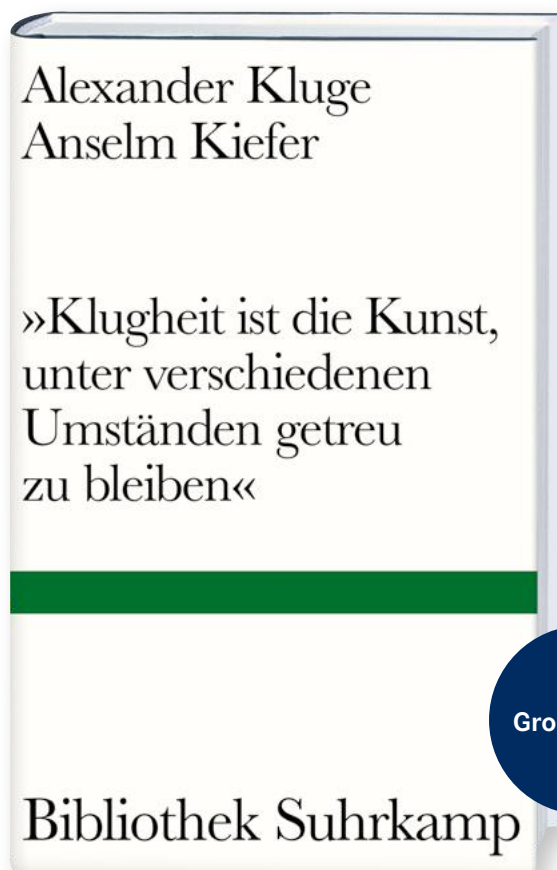 Alexander Kluge
Anselm Kiefer
»Klugheit ist die Kunst,
unter verschiedenen
Umständen getreu
zu bleiben«
Bibliothek Suhrkamp